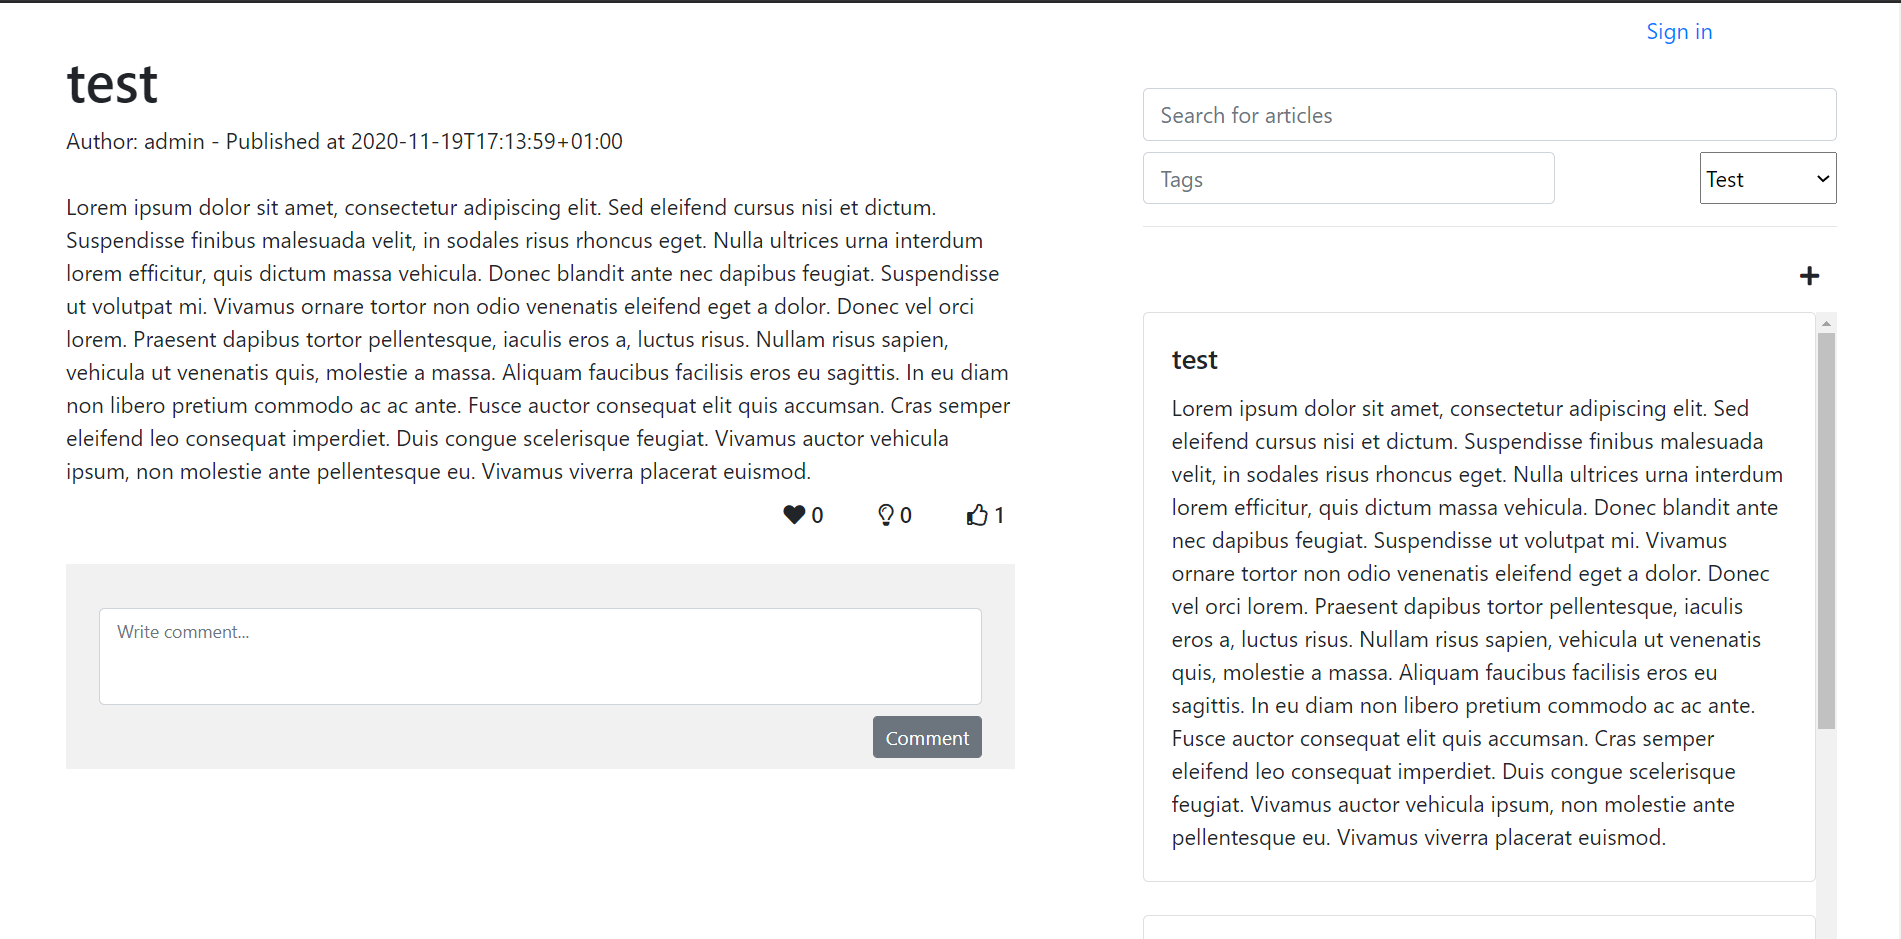 Sign in
test
Author: admin - Published at 2020-11-19T17:13:59+01:00
Lorem ipsum dolor sit amet, consectetur adipiscing elit. Sed eleifend cursus nisi et dictum.
Suspendisse finibus malesuada velit, in sodales risus rhoncus eget. Nulla ultrices urna interdum
lorem efficitur, quis dictum massa vehicula. Donec blandit ante nec dapibus feugiat. Suspendisse
ut volutpat mi. Vivamus ornare tortor non odio venenatis eleifend eget a dolor. Donec vel orci
lorem. Praesent dapibus tortor pellentesque, iaculis eros a, luctus risus. Nullam risus sapien,
vehicula ut venenatis quis, molestie a massa. Aliquam faucibus facilisis eros eu sagittis. In eu diam
non libero pretium commodo ac ac ante. Fusce auctor consequat elit quis accumsan. Cras semper
eleifend leo consequat imperdiet. Duis congue scelerisque feugiat. Vivamus auctor vehicula
ipsum, non molestie ante pellentesque eu. Vivamus viverra placerat euismod.
0 0 1
Write comment...
Comment
Search for articles
Tags
Test
test
Lorem ipsum dolor sit amet, consectetur adipiscing elit. Sed
eleifend cursus nisi et dictum. Suspendisse finibus malesuada
velit, in sodales risus rhoncus eget. Nulla ultrices urna interdum
lorem efficitur, quis dictum massa vehicula. Donec blandit ante
nec dapibus feugiat. Suspendisse ut volutpat mi. Vivamus
ornare tortor non odio venenatis eleifend eget a dolor. Donec
vel orci lorem. Praesent dapibus tortor pellentesque, iaculis
eros a, luctus risus. Nullam risus sapien, vehicula ut venenatis
quis, molestie a massa. Aliquam faucibus facilisis eros eu
sagittis. In eu diam non libero pretium commodo ac ac ante.
Fusce auctor consequat elit quis accumsan. Cras semper
eleifend leo consequat imperdiet. Duis congue scelerisque
feugiat. Vivamus auctor vehicula ipsum, non molestie ante
pellentesque eu. Vivamus viverra placerat euismod.